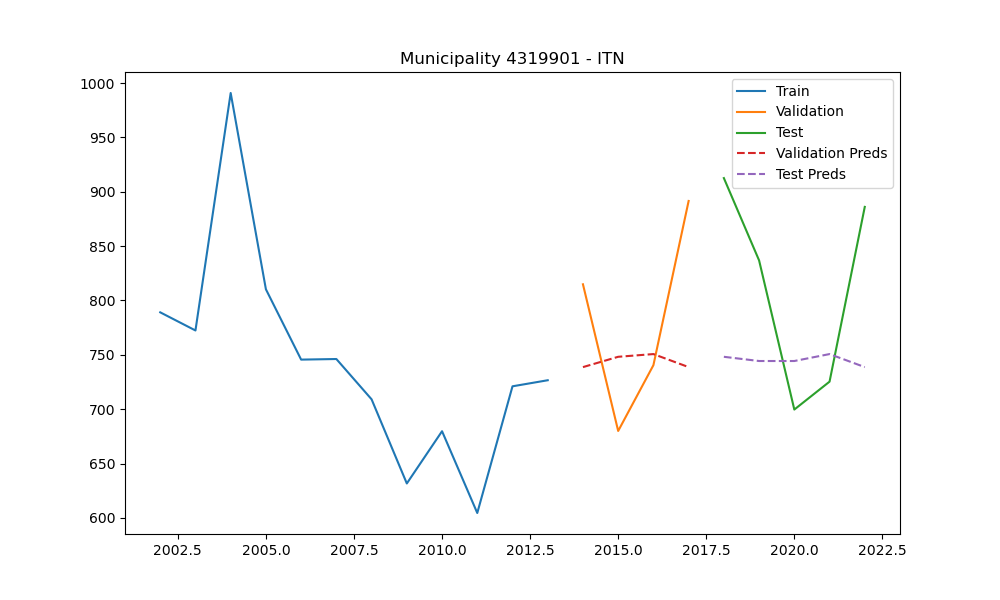 Municipality 4319901 - ITN
1000
950
900
850
800
750
700
650
600
Train
Validation
Test
Validation Preds
Test Preds
2002.5 2005.0 2007.5 2010.0 2012.5 2015.0 2017.5 2020.0 2022.5